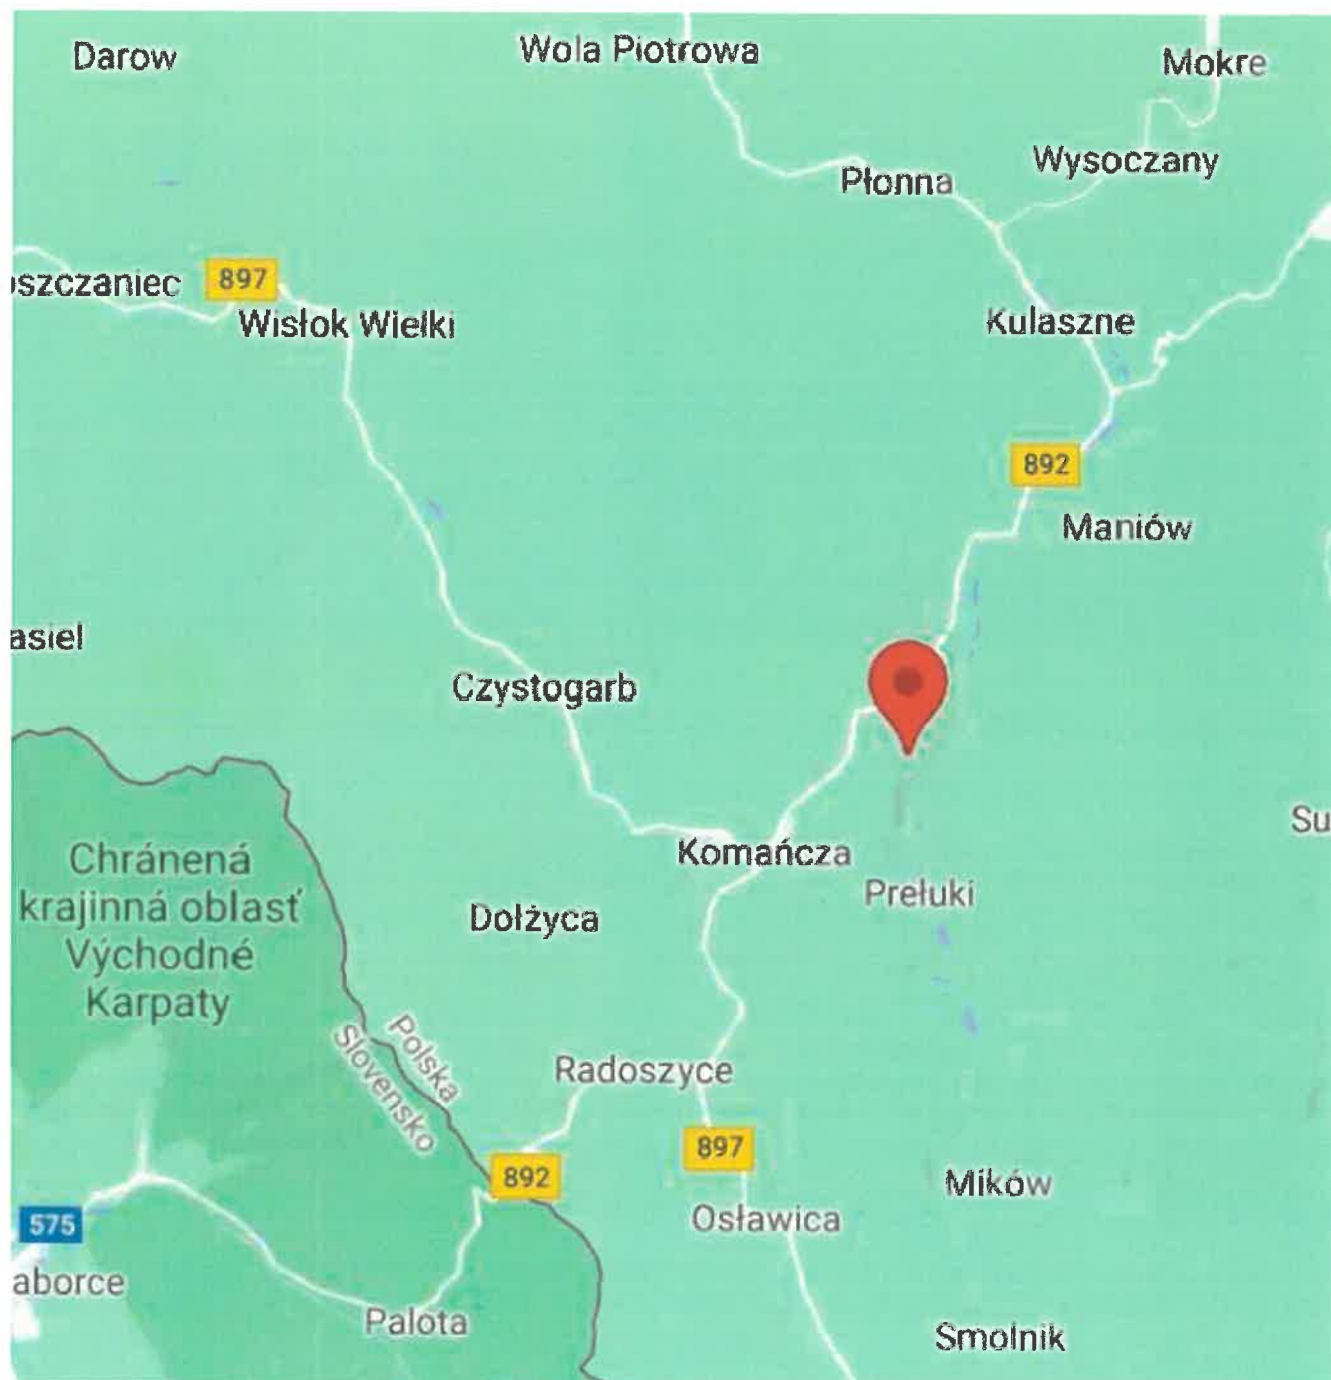 Darow
Wola Piotrowa
Mokre
Wysoczany
Płonna
oszczaniec
897
Wisłok Wielki
Kulaszne
892
Maniów
asiel
Czystogarb
Su
Komańcza
Prełuki
Chránená
krajinná oblasť
Východné
Karpaty
Dołżyca
Polska
Slovensko
Radoszyce
897
892
Mików
575
Osławica
aborce
Palota
Smolnik